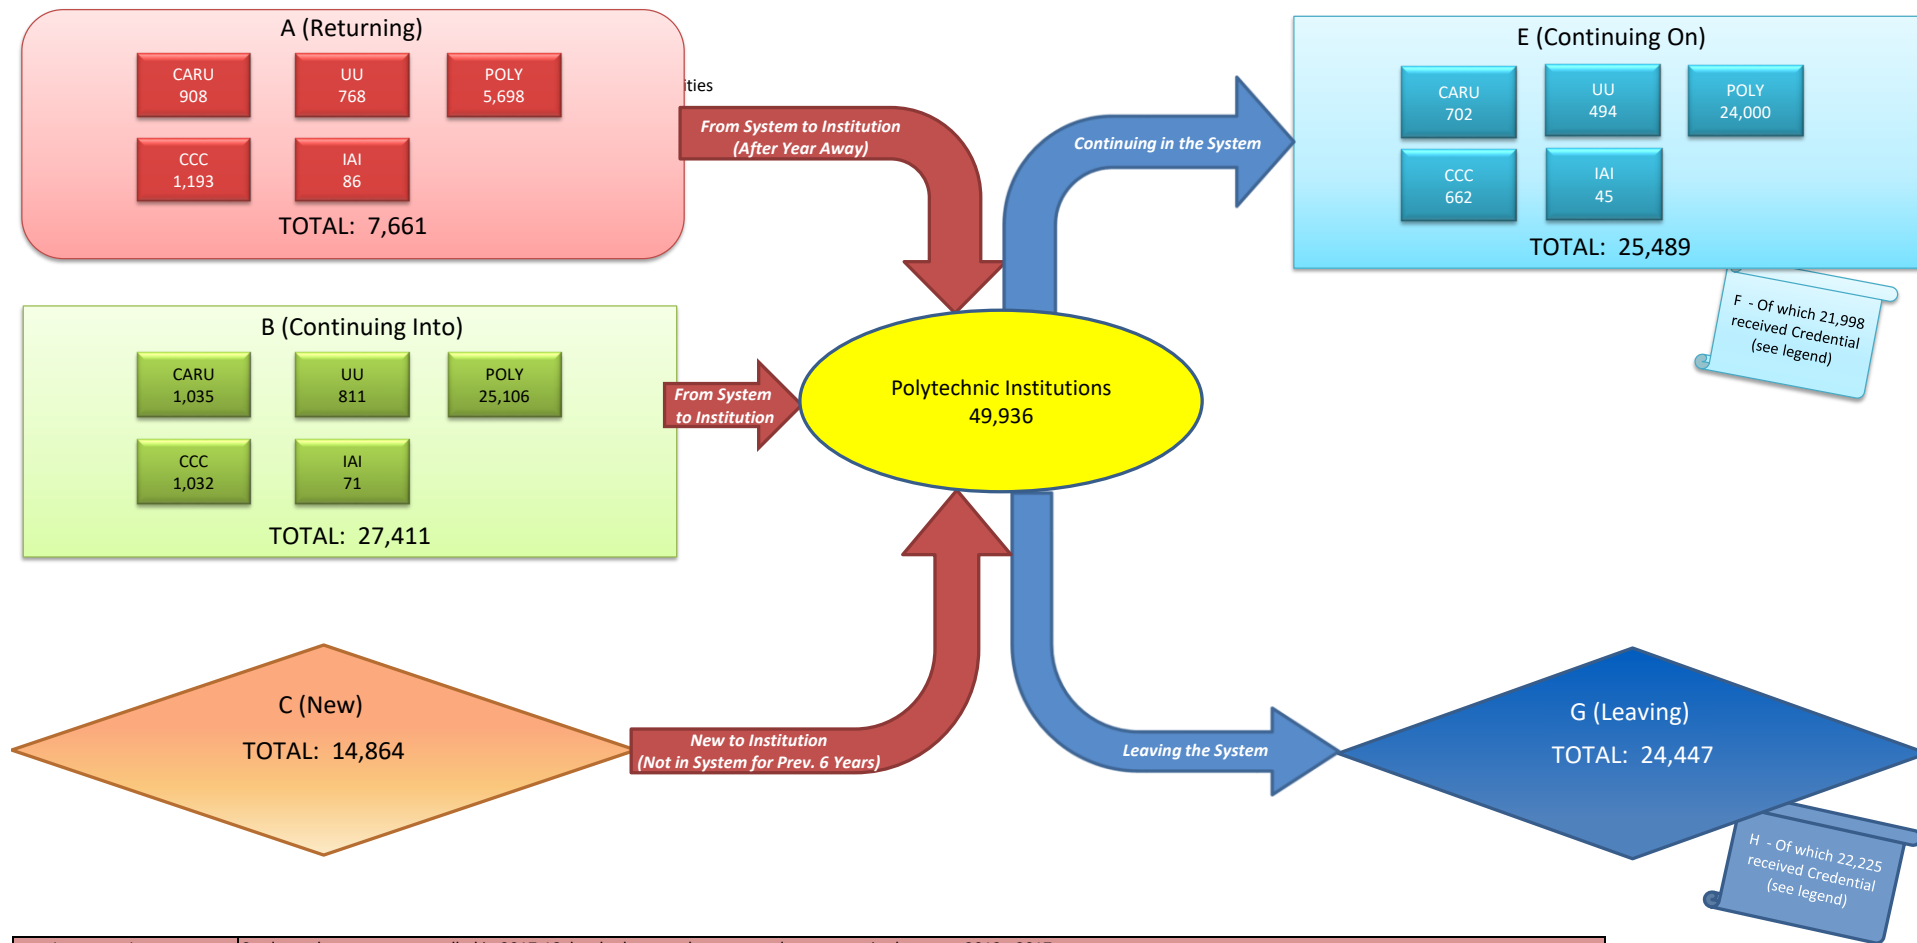 A (Returning)
CARU
908
UU
768
POLY
5,698
CCC
1,193
IAI
86
TOTAL: 7,661
ities
From System to Institution
(After Year Away)
Continuing in the System
E (Continuing On)
CARU
702
UU
494
POLY
24,000
CCC
662
IAI
45
TOTAL: 25,489
F - Of which 21,998
received Credential
(see legend)
B (Continuing Into)
CARU
1,035
UU
811
POLY
25,106
CCC
1,032
IAI
71
TOTAL: 27,411
From System
to Institution
Polytechnic Institutions
49,936
C (New)
TOTAL: 14,864
New to Institution
(Not in System for Prev. 6 Years)
Leaving the System
G (Leaving)
TOTAL: 24,447
H - Of which 22,225
received Credential
(see legend)